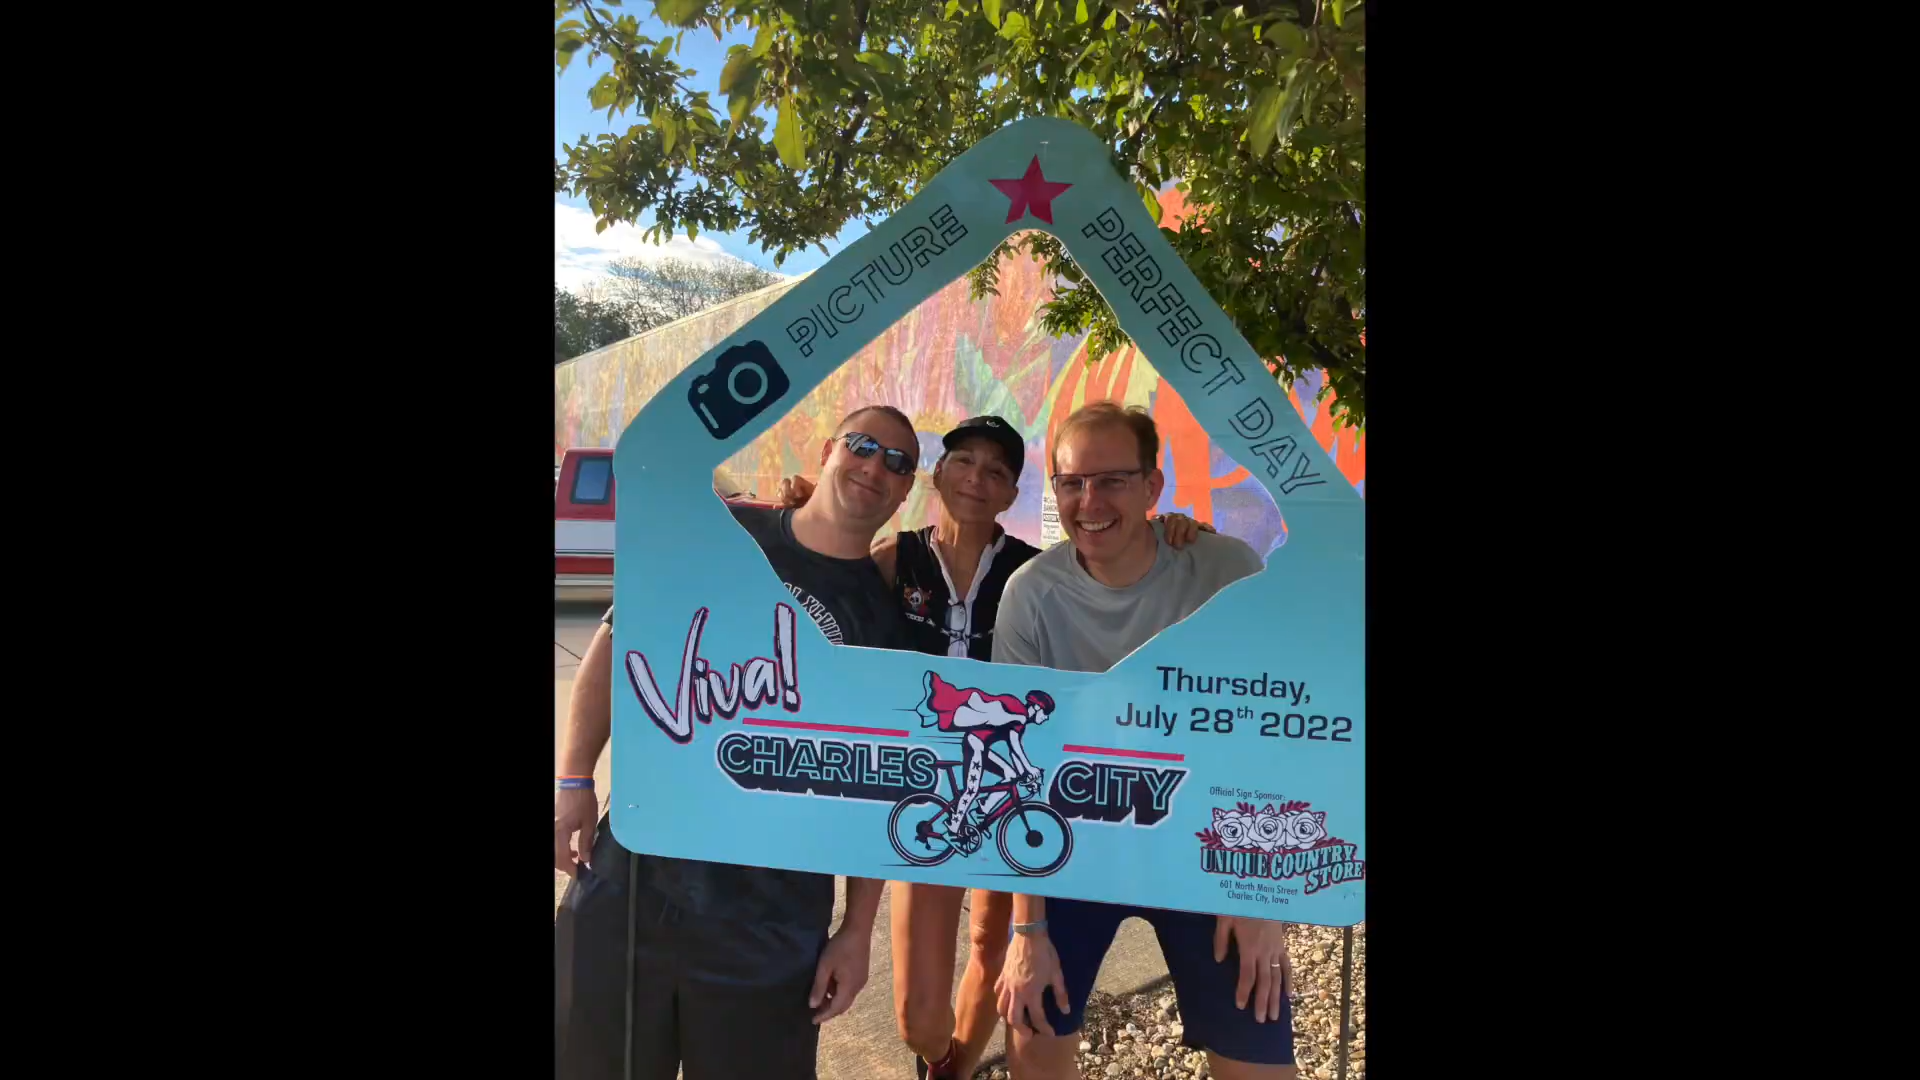 PICTURE
PERFECT DAY
Viva!
CHARLES CITY
Thursday,
July 28th 2022
Official Sign Sponsor:
UNIQUE COUNTRY
STORE
601 North Main Street
Charles City, Iowa